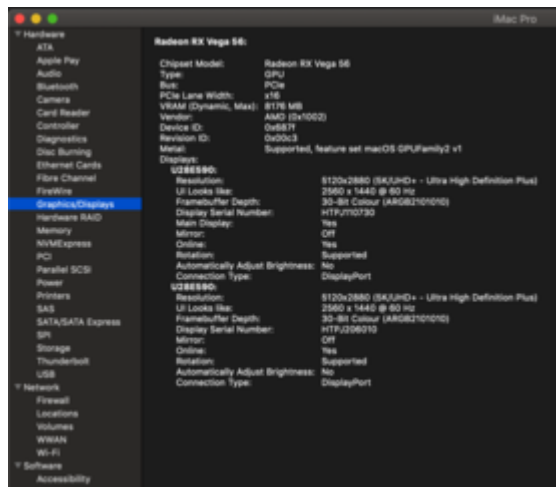 iMac Pro
Hardware
ATA
Apple Pay
Audio
Bluetooth
Camera
Card Reader
Controller
Diagnostics
Disc Burning
Ethernet Cards
Fibre Channel
FireWire
Graphics/Displays
Hardware RAID
Memory
NVMExpress
PCI
Parallel SCSI
Power
Printers
SAS
SATA/SATA Express
SPI
Storage
Thunderbolt
USB
Network
Firewall
Locations
Volumes
WWAN
Wi-Fi
Software
Accessibility
Radeon RX Vega 56:
Chipset Model: Radeon RX Vega 56
Type: GPU
Bus: PCIe
PCIe Lane Width: x16
VRAM (Dynamic, Max): 8176 MB
Vendor: AMD (0x1002)
Device ID: 0x687f
Revision ID: 0x00c3
Metal: Supported, feature set macOS GPUFamily2 v1
Displays:
U28E590:
Resolution: 5120x2880 (5K/UHD+ - Ultra High Definition Plus)
UI Looks like: 2560 x 1440 @ 60 Hz
Framebuffer Depth: 30-Bit Colour (ARGB2101010)
Display Serial Number: HTPJ110730
Main Display: Yes
Mirror: Off
Online: Yes
Rotation: Supported
Automatically Adjust Brightness: No
Connection Type: DisplayPort
U28E590:
Resolution: 5120x2880 (5K/UHD+ - Ultra High Definition Plus)
UI Looks like: 2560 x 1440 @ 60 Hz
Framebuffer Depth: 30-Bit Colour (ARGB2101010)
Display Serial Number: HTPJ206010
Mirror: Off
Online: Yes
Rotation: Supported
Automatically Adjust Brightness: No
Connection Type: DisplayPort